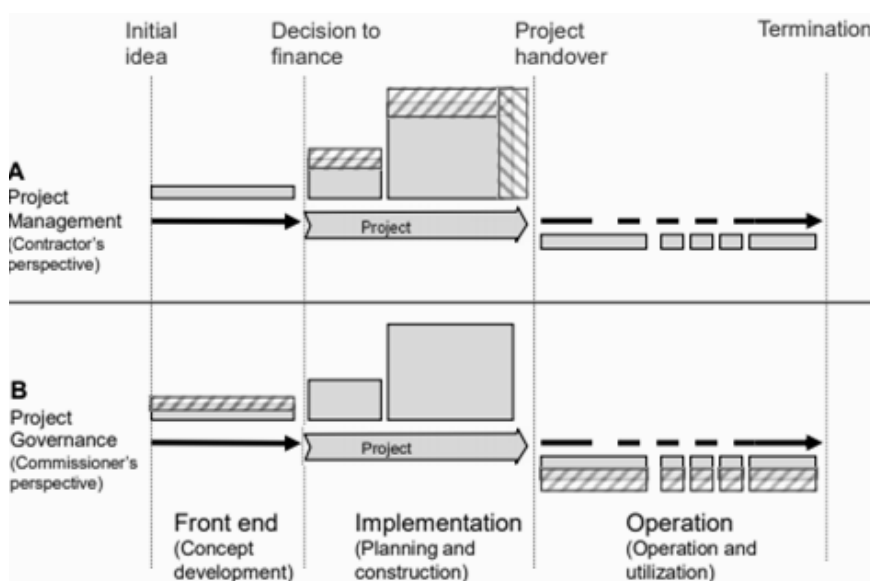 Initial
idea
Decision to
finance
Project
handover
Termination
A
Project
Management
(Contractor's
perspective)
Project
B
Project
Governance
(Commissioner's
perspective)
Project
Front end
(Concept
development)
Implementation
(Planning and
construction)
Operation
(Operation and
utilization)